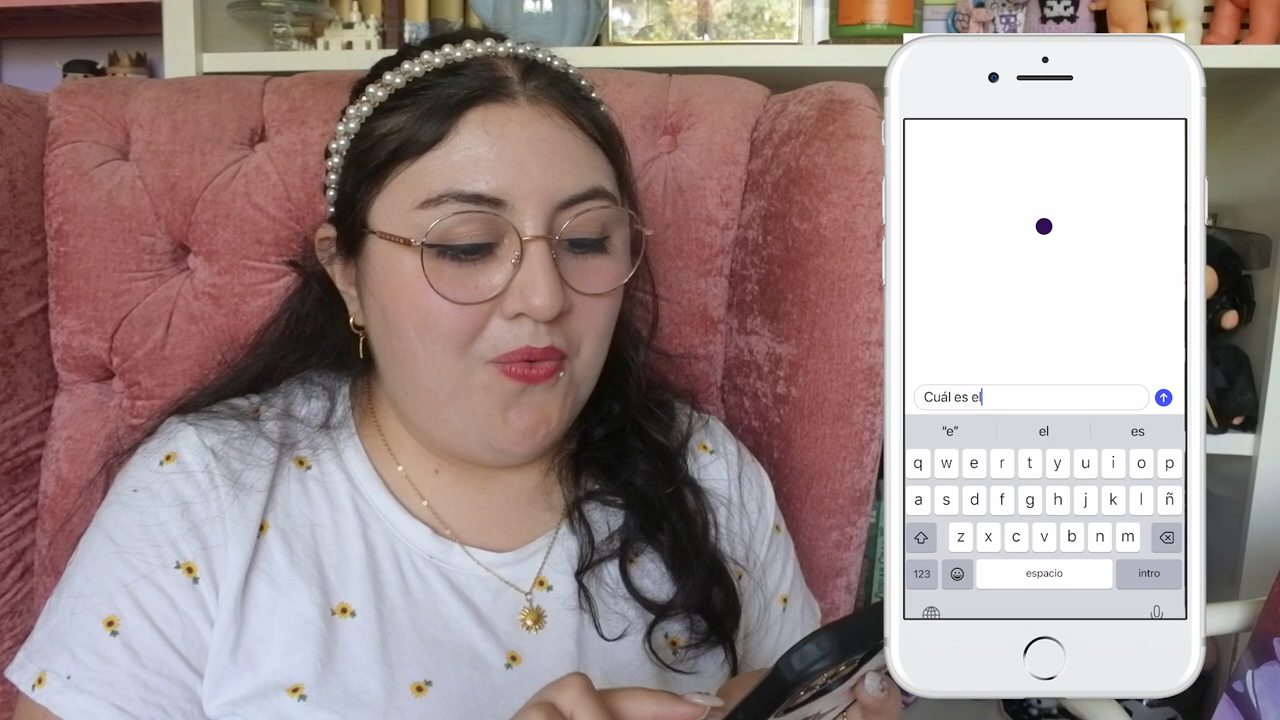 Cuál es el
“e” el es
q w e r t y u i o p
a s d f g h j k l ñ
z x c v b n m
123 espacio intro